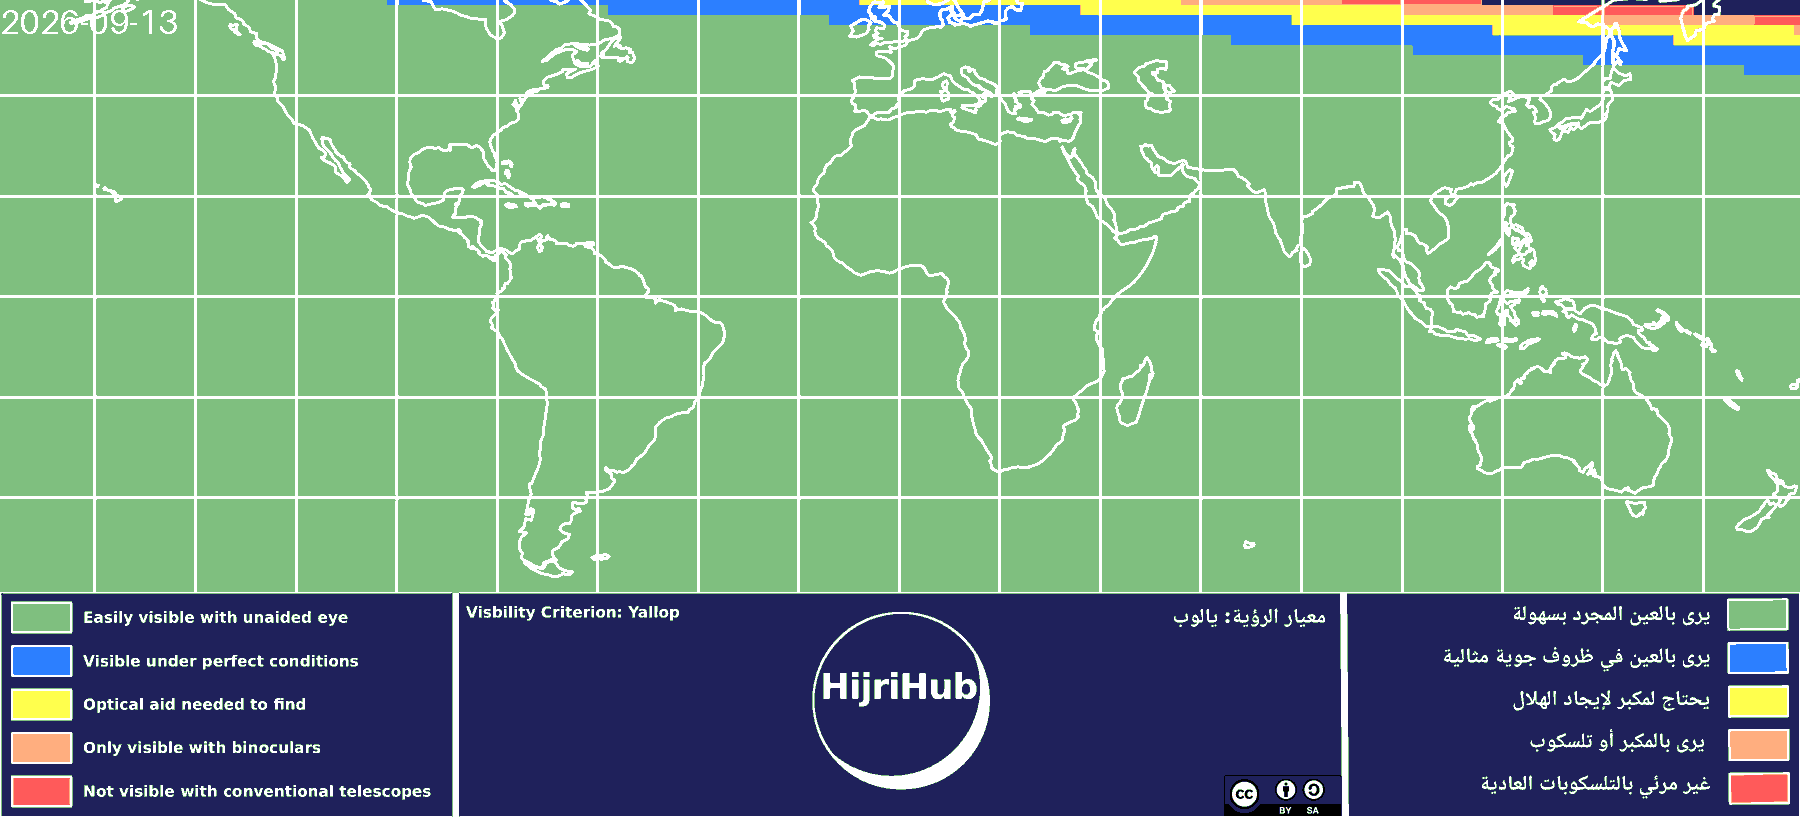 2026-09-13
Easily visible with unaided eye
Visible under perfect conditions
Optical aid needed to find
Only visible with binoculars
Not visible with conventional telescopes
Visbility Criterion: Yallop
معيار الرؤية: يالوب
HijriHub
cc
BY SA
يرى بالعين المجرد بسهولة
يرى بالعين في ظروف جوية مثالية
يحتاج لمكبر لإيجاد الهلال
يرى بالمكبر أو تلسكوب
غير مرئي بالتلسكوبات العادية